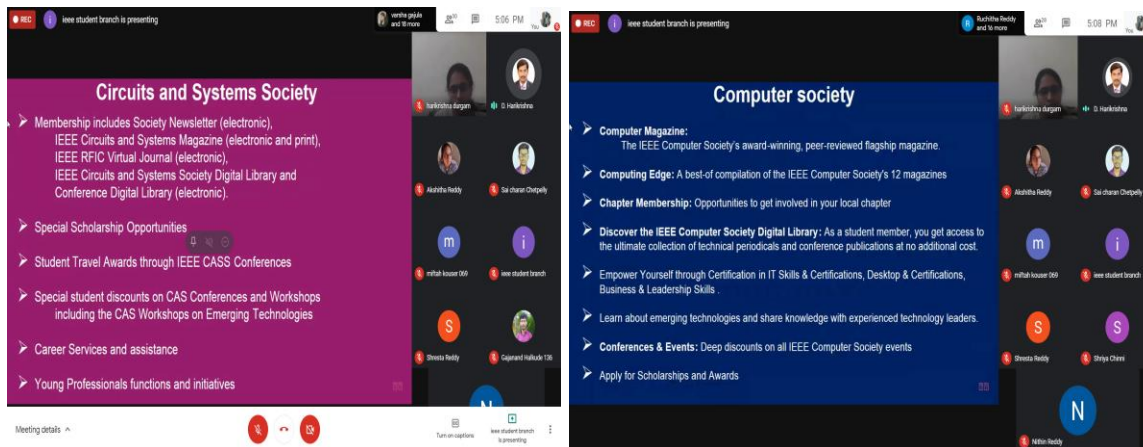 REC
i
ieee student branch is presenting
versha gajula
and 18 more
5:06 PM
You
Circuits and Systems Society
➢ Membership includes Society Newsletter (electronic),
IEEE Circuits and Systems Magazine (electronic and print),
IEEE RFIC Virtual Journal (electronic),
IEEE Circuits and Systems Society Digital Library and
Conference Digital Library (electronic).
➢ Special Scholarship Opportunities
➢ Student Travel Awards through IEEE CASS Conferences
➢ Special student discounts on CAS Conferences and Workshops
including the CAS Workshops on Emerging Technologies
➢ Career Services and assistance
➢ Young Professionals functions and initiatives
harikrishna durgam
D. Harikrishna
Akshitha Reddy
Sai charan Chetpelly
m
i
miftah kouser 069
ieee student branch
S
Shresta Reddy
Gajanand Halkude 136
N
Meeting details
Turn on captions
ieee student branch
is presenting
REC
i
ieee student branch is presenting
R
Ruchitha Reddy
and 16 more
5:08 PM
You
Computer society
➢ Computer Magazine:
The IEEE Computer Society's award-winning, peer-reviewed flagship magazine.
➢ Computing Edge: A best-of compilation of the IEEE Computer Society's 12 magazines
➢ Chapter Membership: Opportunities to get involved in your local chapter
➢ Discover the IEEE Computer Society Digital Library: As a student member, you get access to
the ultimate collection of technical periodicals and conference publications at no additional cost.
➢ Empower Yourself through Certification in IT Skills & Certifications, Desktop & Certifications,
Business & Leadership Skills .
➢ Learn about emerging technologies and share knowledge with experienced technology leaders.
➢ Conferences & Events: Deep discounts on all IEEE Computer Society events
➢ Apply for Scholarships and Awards
harikrishna durgam
D. Harikrishna
Akshitha Reddy
Sai charan Chetpelly
m
i
miftah kouser 069
ieee student branch
S
S
Shresta Reddy
Shriya Chinni
N
Nithin Reddy